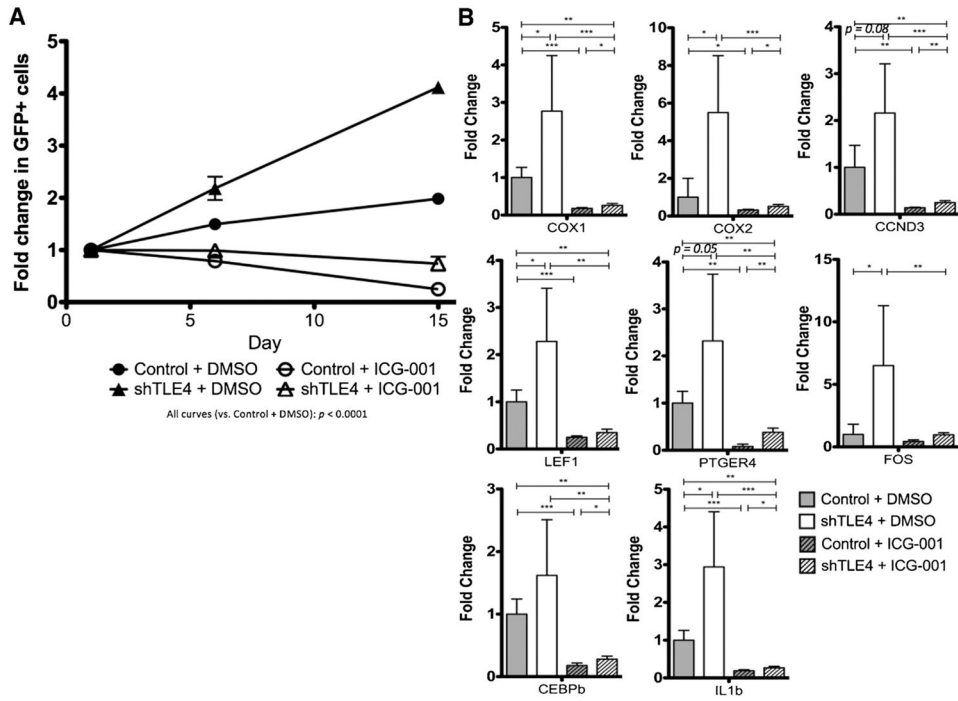 A
Fold change in GFP+ cells
5
4
3
2
1
0
0 5 10 15
Day
Control + DMSO Control + ICG-001
shTLE4 + DMSO shTLE4 + ICG-001
All curves (vs. Control + DMSO): p < 0.0001
B
**
* ***
*** *
Fold Change
5
4
3
2
1
0
COX1
* ***
* *
Fold Change
10
8
6
4
2
0
COX2
**
p = 0.08 ***
** **
Fold Change
4
3
2
1
0
CCND3
**
* **
***
Fold Change
4
3
2
1
0
LEF1
**
p = 0.05 **
** **
Fold Change
4
3
2
1
0
PTGER4
* **
Fold Change
15
10
5
0
FOS
**
**
*** *
Fold Change
3
2
1
0
CEBPb
**
* ***
*** *
Fold Change
5
4
3
2
1
0
IL1b
Control + DMSO
shTLE4 + DMSO
Control + ICG-001
shTLE4 + ICG-001